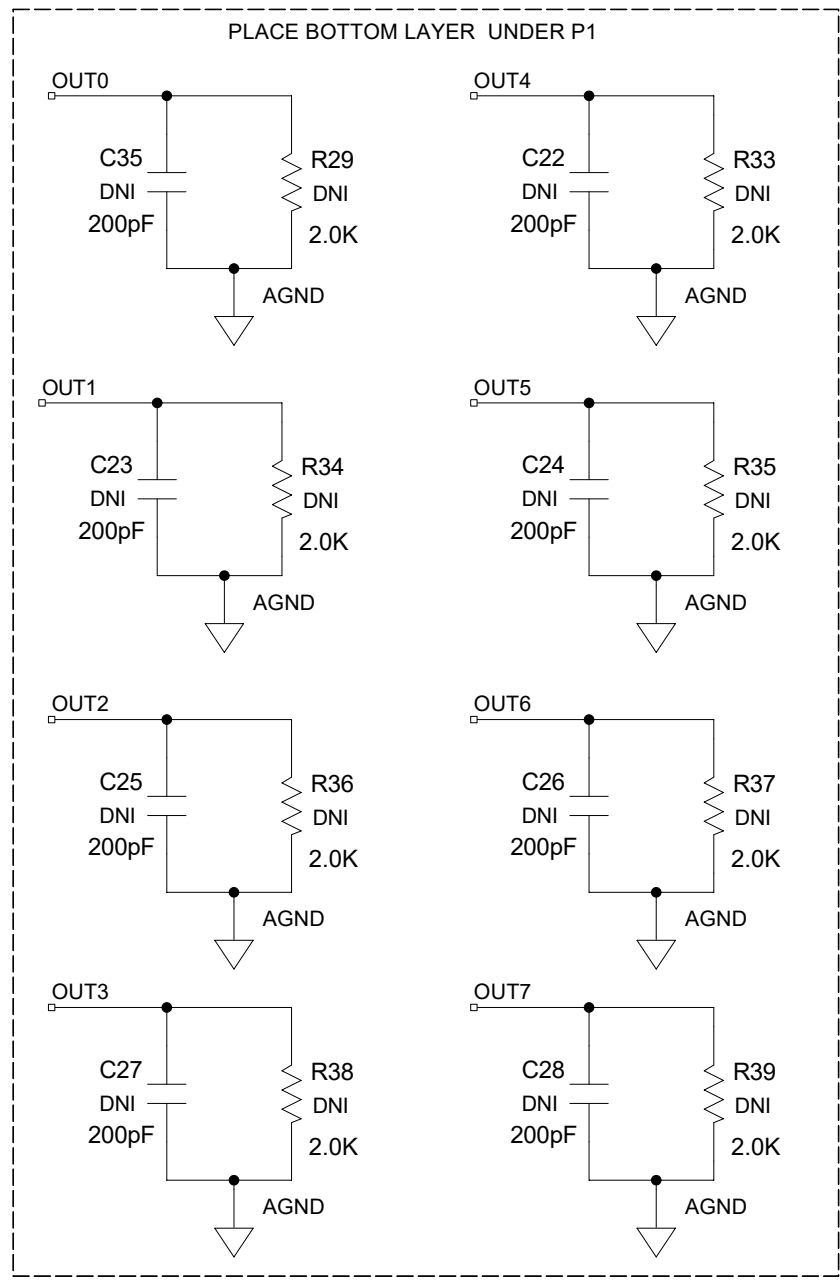 PLACE BOTTOM LAYER UNDER P1
OUT0
C35
DNI
200pF
R29
DNI
2.0K
AGND
OUT4
C22
DNI
200pF
R33
DNI
2.0K
AGND
OUT1
C23
DNI
200pF
R34
DNI
2.0K
AGND
OUT5
C24
DNI
200pF
R35
DNI
2.0K
AGND
OUT2
C25
DNI
200pF
R36
DNI
2.0K
AGND
OUT6
C26
DNI
200pF
R37
DNI
2.0K
AGND
OUT3
C27
DNI
200pF
R38
DNI
2.0K
AGND
OUT7
C28
DNI
200pF
R39
DNI
2.0K
AGND